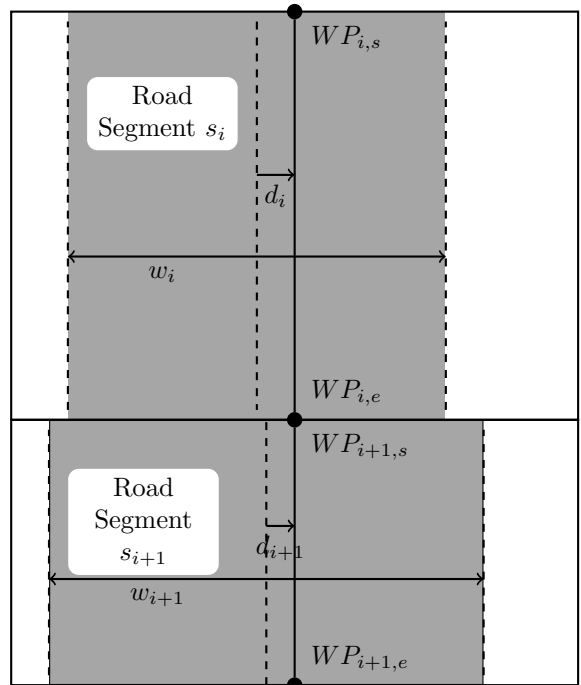 WP_{i,s}
Road
Segment s_i
d_i
w_i
WP_{i,e}
WP_{i+1,s}
Road
Segment
s_{i+1}
d_{i+1}
w_{i+1}
WP_{i+1,e}